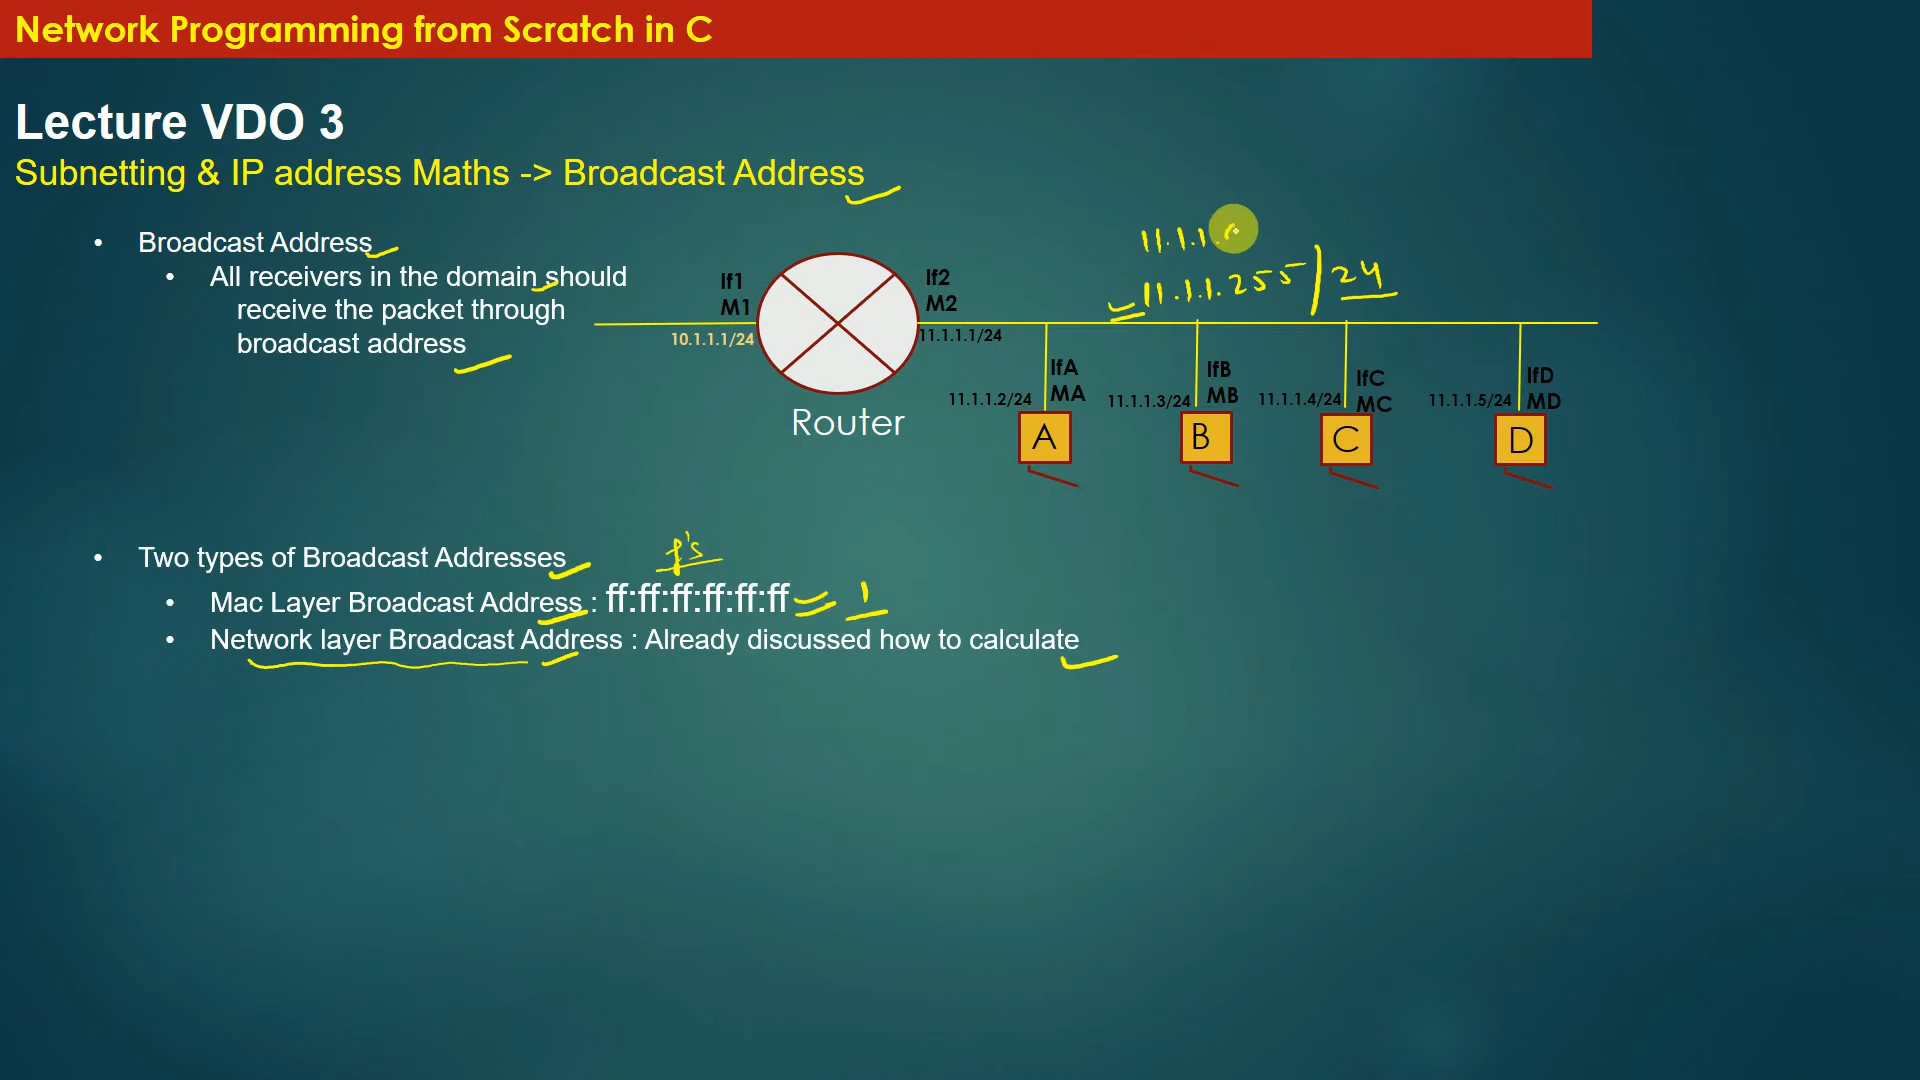 Network Programming from Scratch in C
Lecture VDO 3
Subnetting & IP address Maths -> Broadcast Address
• Broadcast Address
• All receivers in the domain should
receive the packet through
broadcast address
11.1.1.
11.1.1.255/24
If1
M1
10.1.1.1/24
If2
M2
11.1.1.1/24
Router
IfA
MA
11.1.1.2/24
A
IfB
MB
11.1.1.3/24
B
IfC
MC
11.1.1.4/24
C
IfD
MD
11.1.1.5/24
D
• Two types of Broadcast Addresses
f's
• Mac Layer Broadcast Address : ff:ff:ff:ff:ff:ff = 1
• Network layer Broadcast Address : Already discussed how to calculate